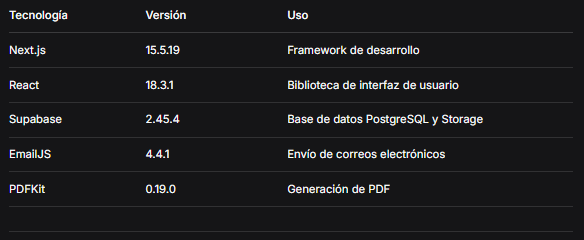 Tecnología Versión Uso
Next.js 15.5.19 Framework de desarrollo
React 18.3.1 Biblioteca de interfaz de usuario
Supabase 2.45.4 Base de datos PostgreSQL y Storage
EmailJS 4.4.1 Envío de correos electrónicos
PDFKit 0.19.0 Generación de PDF